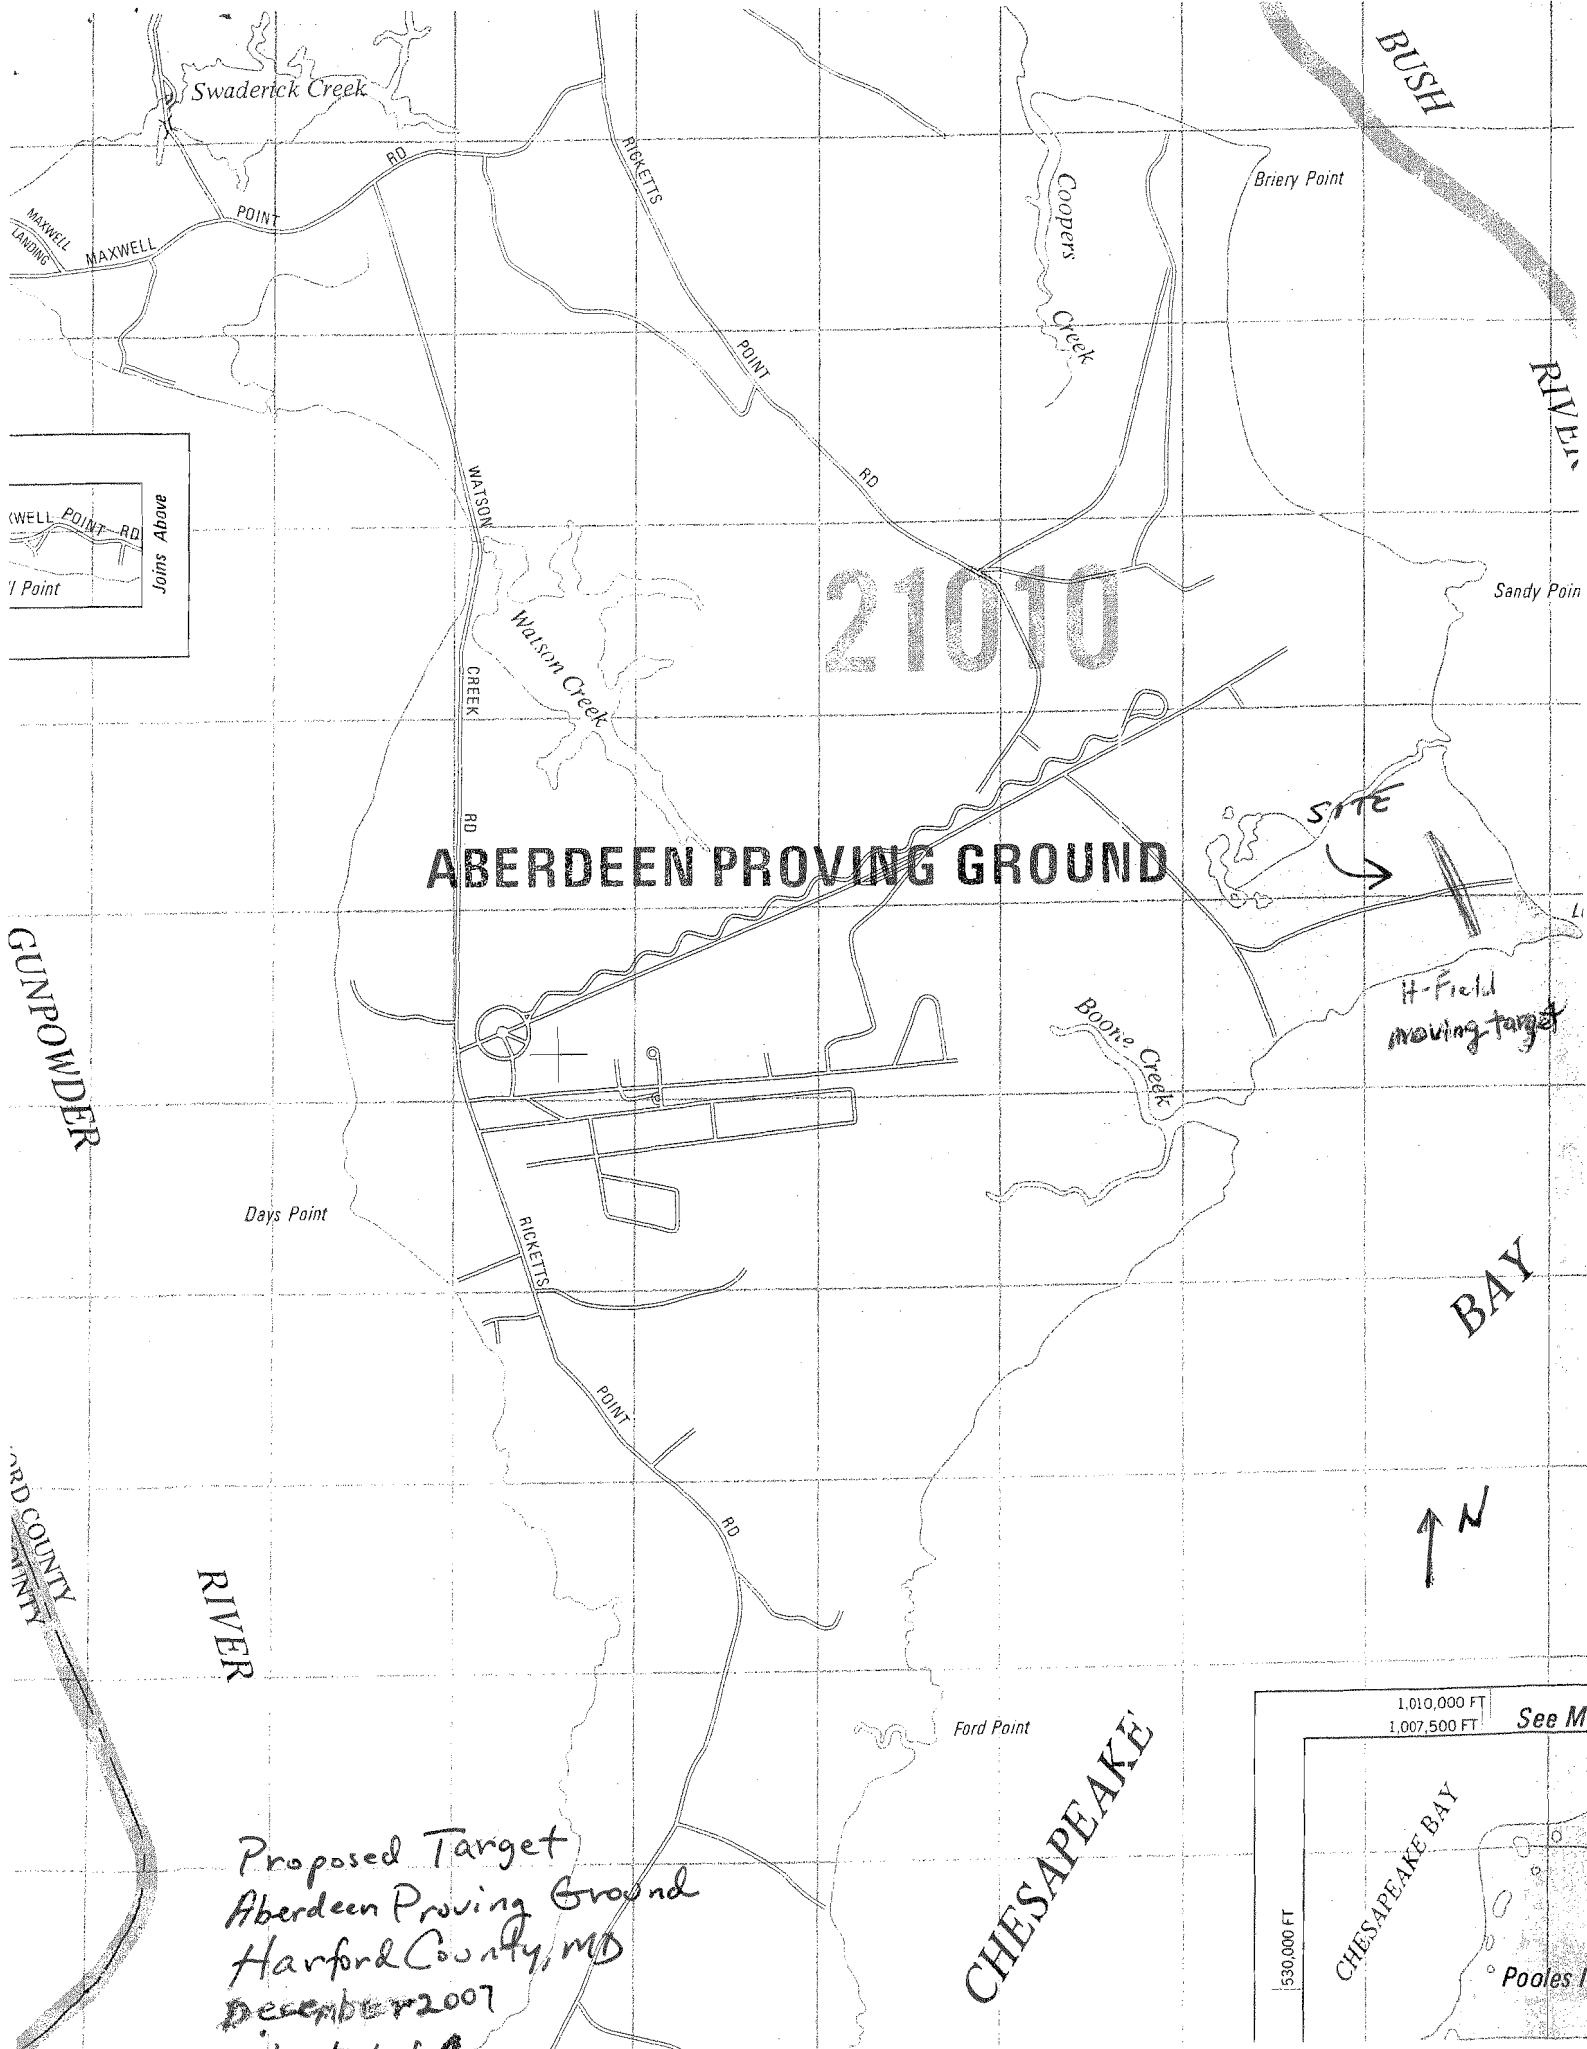 BUSH
RIVER
Swaderick Creek
RD
RICKETTS
Briery Point
Coopers
Creek
MAXWELL
LANDING
MAXWELL
POINT
POINT
RD
WATSON
WELL POINT RD
Joins Above
Point
21010
Sandy Poin
Watson Creek
CREEK
RD
SITE
ABERDEEN PROVING GROUND
GUNPOWDER
H-Field
moving target
Boone Creek
Days Point
RICKETTS
BAY
POINT
RD
N
ORD COUNTY
UNTY
RIVER
Ford Point
CHESAPEAKE
1,010,000 FT
1,007,500 FT
See M
CHESAPEAKE BAY
530,000 FT
Pooles I
Proposed Target
Aberdeen Proving Ground
Harford County, MD
December 2007